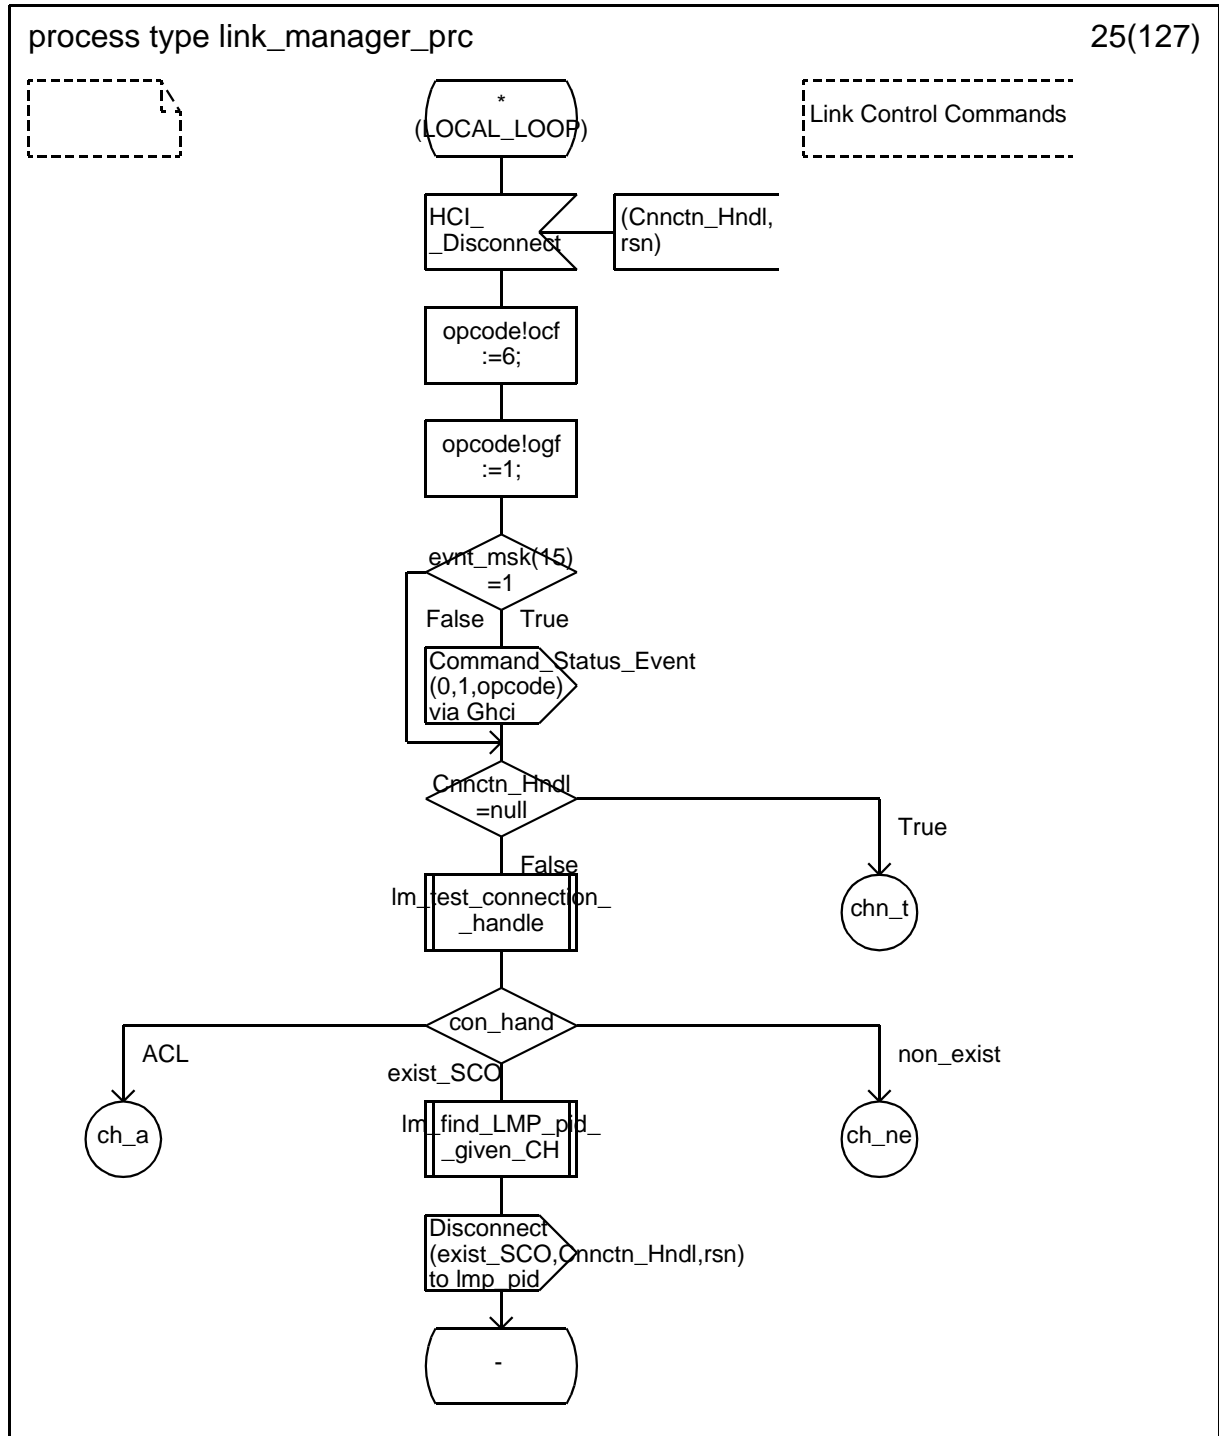 process type link_manager_prc
25(127)
*
(LOCAL_LOOP)
Link Control Commands
HCI_
_Disconnect
(Cnnctn_Hndl,
rsn)
opcode!ocf
:=6;
opcode!ogf
:=1;
evnt_msk(15)
=1
False
True
Command_Status_Event
(0,1,opcode)
via Ghci
Cnnctn_Hndl
=null
True
False
lm_test_connection_
_handle
chn_t
con_hand
ACL
exist_SCO
non_exist
ch_a
lm_find_LMP_pid_
_given_CH
ch_ne
Disconnect
(exist_SCO,Cnnctn_Hndl,rsn)
to lmp_pid
-